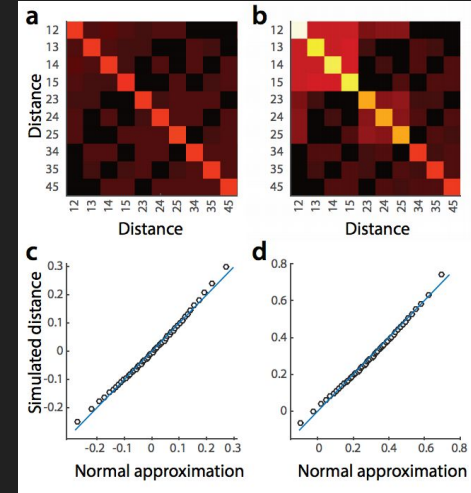 a
b
12
13
14
15
23
24
25
34
35
45
Distance
12 13 14 15 23 24 25 34 35 45
12 13 14 15 23 24 25 34 35 45
Distance
Distance
c
d
0.3
0.2
0.1
0
-0.1
-0.2
Simulated distance
-0.2 -0.1 0 0.1 0.2 0.3
Normal approximation
0.8
0.6
0.4
0.2
0
0 0.2 0.4 0.6 0.8
Normal approximation